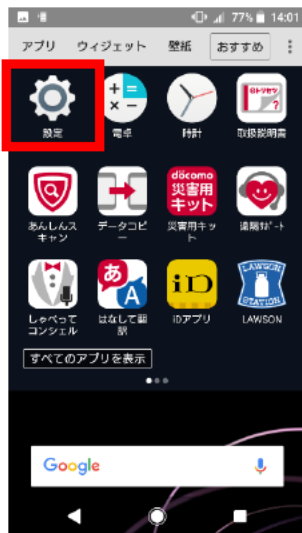 77% 14:01
アプリ ウィジェット 壁紙 おすすめ
設定 電卓 時計 取扱説明書
docomo
災害用
キット
あんしんス
キャン
データコピ
ー
災害用キッ
ト
遠隔サポート
あ
A
iD
LAWSON
STATION
しゃべって
コンシェル
はなして翻
訳
iDアプリ
LAWSON
すべてのアプリを表示
Google